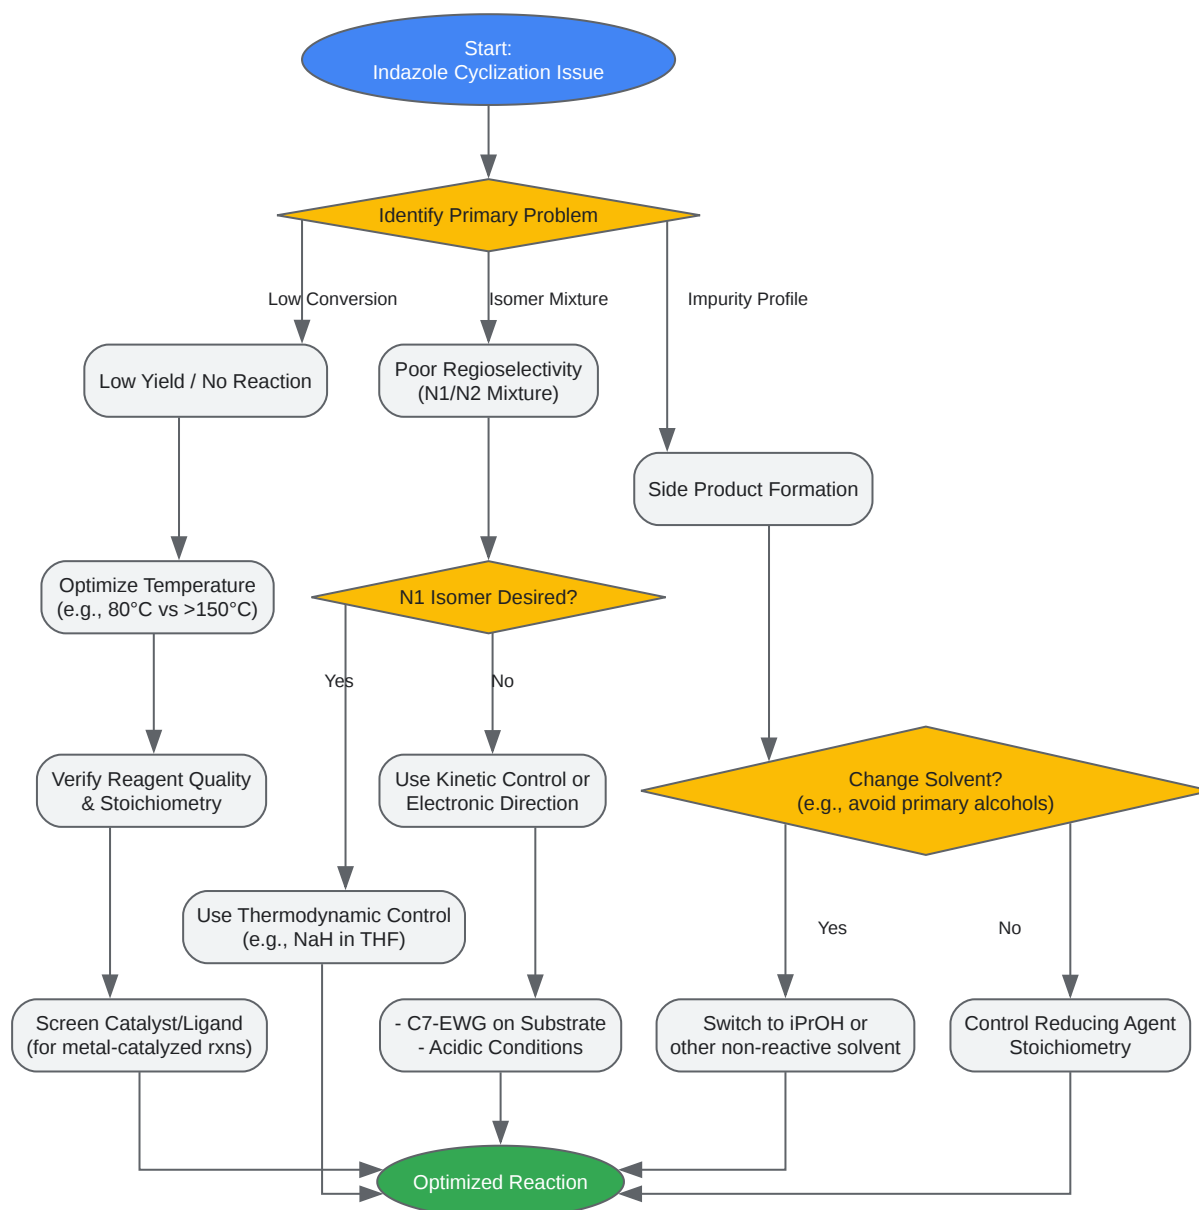 Start:
Indazole Cyclization Issue
Identify Primary Problem
Low Conversion
Isomer Mixture
Impurity Profile
Low Yield / No Reaction
Poor Regioselectivity
(N1/N2 Mixture)
Side Product Formation
Optimize Temperature
(e.g., 80°C vs >150°C)
N1 Isomer Desired?
Yes
No
Verify Reagent Quality
& Stoichiometry
Use Kinetic Control or
Electronic Direction
Change Solvent?
(e.g., avoid primary alcohols)
Use Thermodynamic Control
(e.g., NaH in THF)
Yes
No
Screen Catalyst/Ligand
(for metal-catalyzed rxns)
- C7-EWG on Substrate
- Acidic Conditions
Switch to iPrOH or
other non-reactive solvent
Control Reducing Agent
Stoichiometry
Optimized Reaction